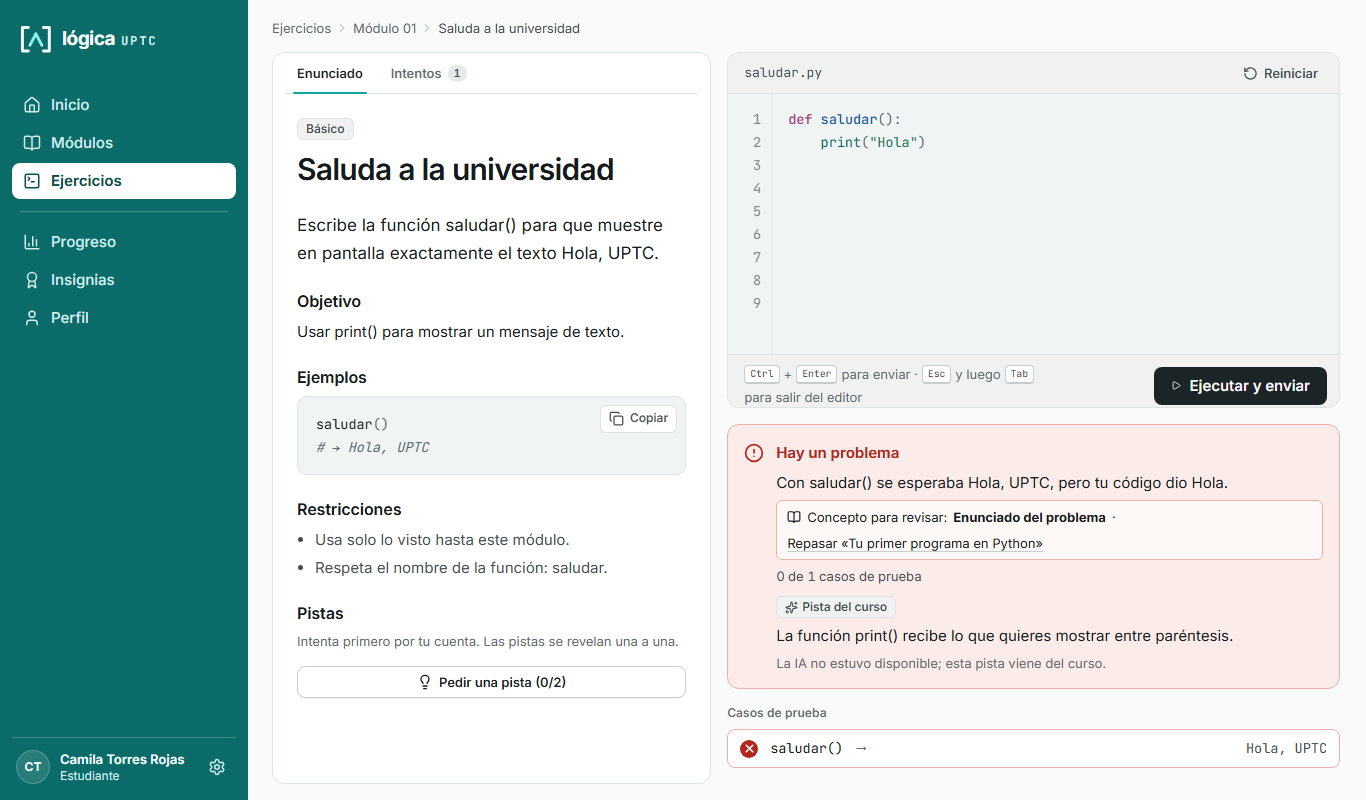 lógica UPTC
Inicio
Módulos
Ejercicios
Progreso
Insignias
Perfil
CT
Camila Torres Rojas
Estudiante
Ejercicios > Módulo 01 > Saluda a la universidad
Enunciado Intentos 1
Básico
Saluda a la universidad
Escribe la función saludar() para que muestre
en pantalla exactamente el texto Hola, UPTC.
Objetivo
Usar print() para mostrar un mensaje de texto.
Ejemplos
saludar()
# → Hola, UPTC
Copiar
Restricciones
• Usa solo lo visto hasta este módulo.
• Respeta el nombre de la función: saludar.
Pistas
Intenta primero por tu cuenta. Las pistas se revelan una a una.
Pedir una pista (0/2)
saludar.py
Reiniciar
1 def saludar():
2     print("Hola")
3
4
5
6
7
8
9
Ctrl + Enter para enviar · Esc y luego Tab
para salir del editor
Ejecutar y enviar
Hay un problema
Con saludar() se esperaba Hola, UPTC, pero tu código dio Hola.
Concepto para revisar: Enunciado del problema ·
Repasar «Tu primer programa en Python»
0 de 1 casos de prueba
Pista del curso
La función print() recibe lo que quieres mostrar entre paréntesis.
La IA no estuvo disponible; esta pista viene del curso.
Casos de prueba
saludar() → Hola, UPTC